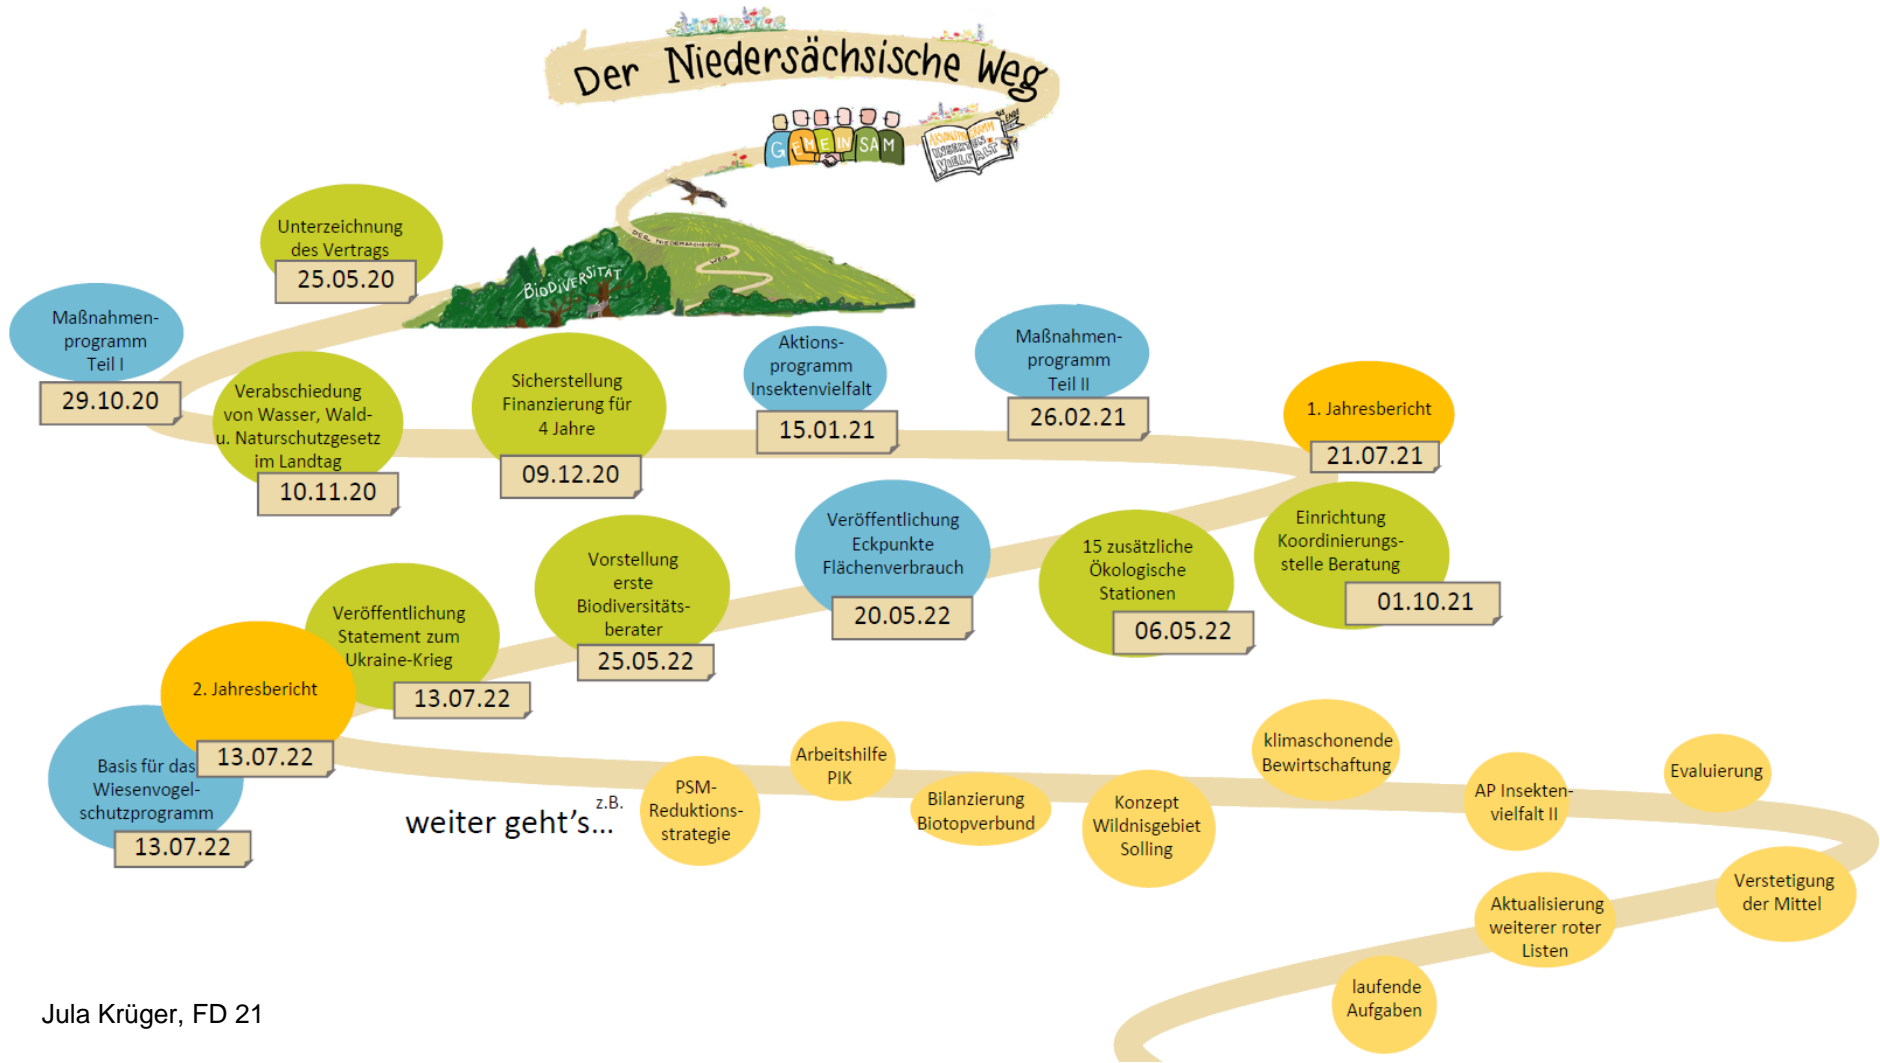 Der Niedersächsische Weg
GEMEINSAM
AKTIONSPROGRAMM
INSEKTEN
VIELFALT
DER NIEDERSÄCHSISCHE
WEG
BIODIVERSITÄT
Unterzeichnung
des Vertrags
25.05.20
Maßnahmen-
programm
Teil I
29.10.20
Verabschiedung
von Wasser, Wald-
u. Naturschutzgesetz
im Landtag
10.11.20
Sicherstellung
Finanzierung für
4 Jahre
09.12.20
Aktions-
programm
Insektenvielfalt
15.01.21
Maßnahmen-
programm
Teil II
26.02.21
1. Jahresbericht
21.07.21
Einrichtung
Koordinierungs-
stelle Beratung
01.10.21
15 zusätzliche
Ökologische
Stationen
06.05.22
Veröffentlichung
Eckpunkte
Flächenverbrauch
20.05.22
Vorstellung
erste
Biodiversitäts-
berater
25.05.22
Veröffentlichung
Statement zum
Ukraine-Krieg
13.07.22
2. Jahresbericht
13.07.22
Basis für das
Wiesenvogel-
schutzprogramm
13.07.22
weiter geht's... z.B.
PSM-
Reduktions-
strategie
Arbeitshilfe
PIK
Bilanzierung
Biotopverbund
Konzept
Wildnisgebiet
Solling
klimaschonende
Bewirtschaftung
AP Insekten-
vielfalt II
Evaluierung
Verstetigung
der Mittel
Aktualisierung
weiterer roter
Listen
laufende
Aufgaben
Jula Krüger, FD 21